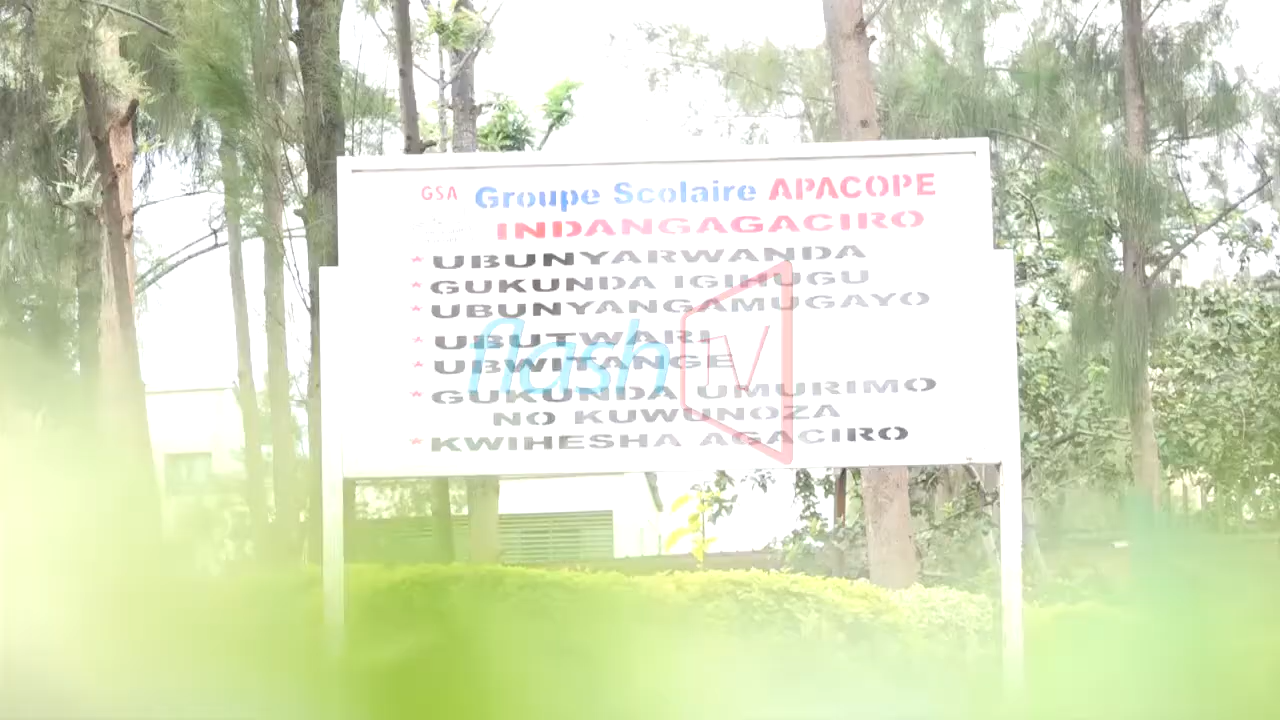 GSA Groupe Scolaire APACOPE
INDANGAGACIRO
* UBUNYARWANDA
* GUKUNDA IGIHUGU
* UBUNYANGAMUGAYO
* UBUTWARI
* UBWITANGE
* GUKUNDA UMURIMO
NO KUWUNOZA
* KWIHESHA AGACIRO
flash TV